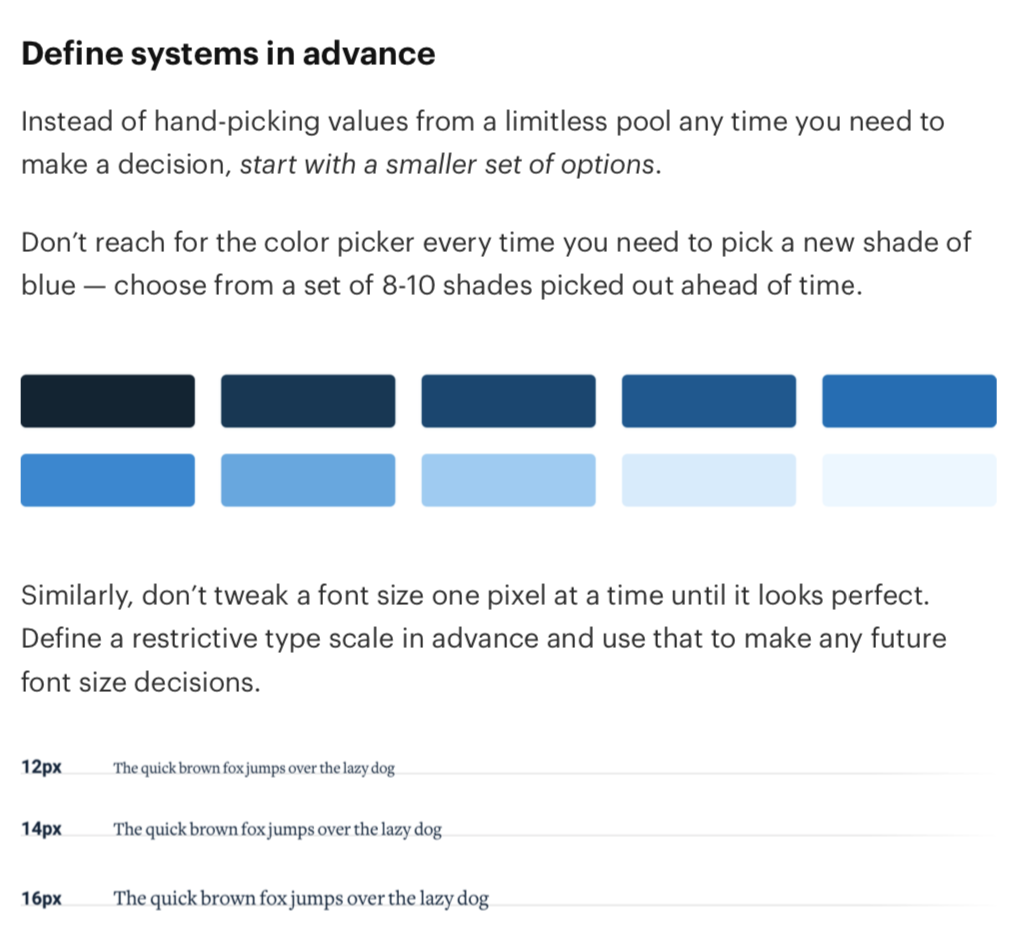 Define systems in advance
Instead of hand-picking values from a limitless pool any time you need to
make a decision, start with a smaller set of options.
Don’t reach for the color picker every time you need to pick a new shade of
blue — choose from a set of 8-10 shades picked out ahead of time.
Similarly, don’t tweak a font size one pixel at a time until it looks perfect.
Define a restrictive type scale in advance and use that to make any future
font size decisions.
12px The quick brown fox jumps over the lazy dog
14px The quick brown fox jumps over the lazy dog
16px The quick brown fox jumps over the lazy dog